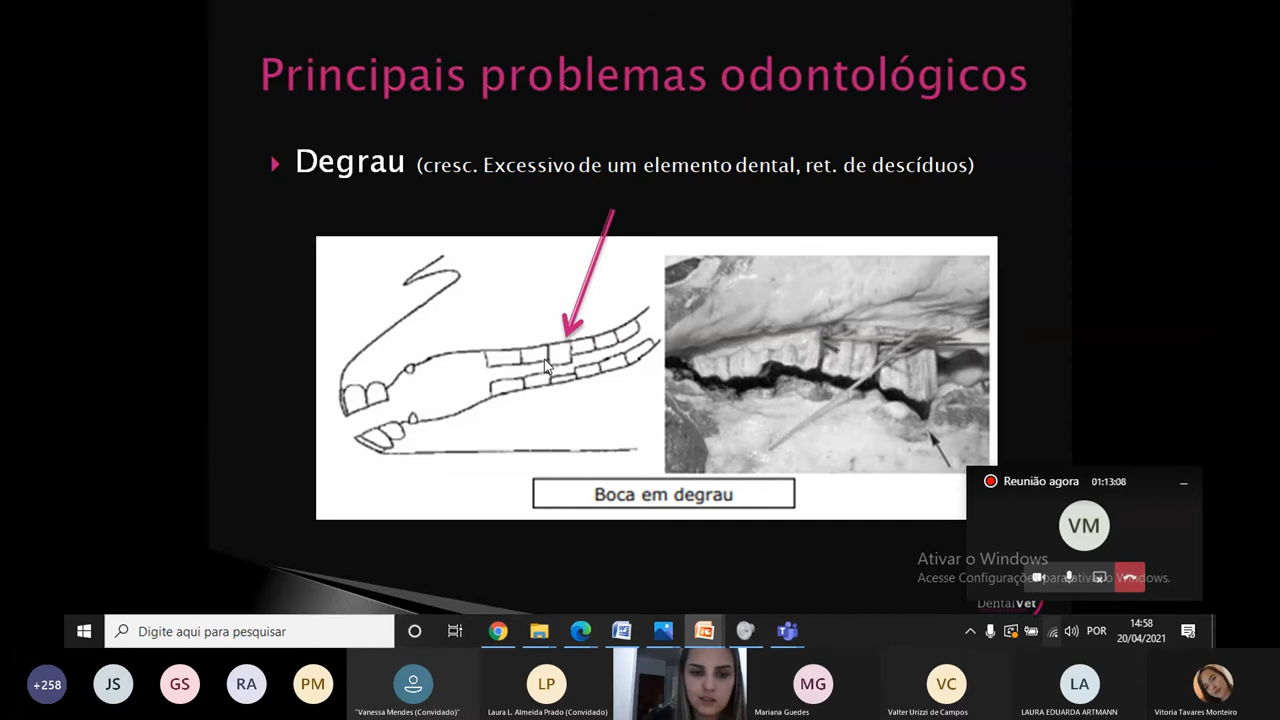 Principais problemas odontológicos
Degrau (cresc. Excessivo de um elemento dental, ret. de descíduos)
Boca em degrau
Reunião agora 01:13:08
VM
Ativar o Windows
Acesse Configurações para ativar o Windows.
DentalVet
Digite aqui para pesquisar
POR
14:58
20/04/2021
+258
JS
GS
RA
PM
LP
MG
VC
LA
"Vanessa Mendes (Convidado)"
Laura L. Almeida Prado (Convidado)
Mariana Guedes
Valter Urizzi de Campos
LAURA EDUARDA ARTMANN
Vitoria Tavares Monteiro